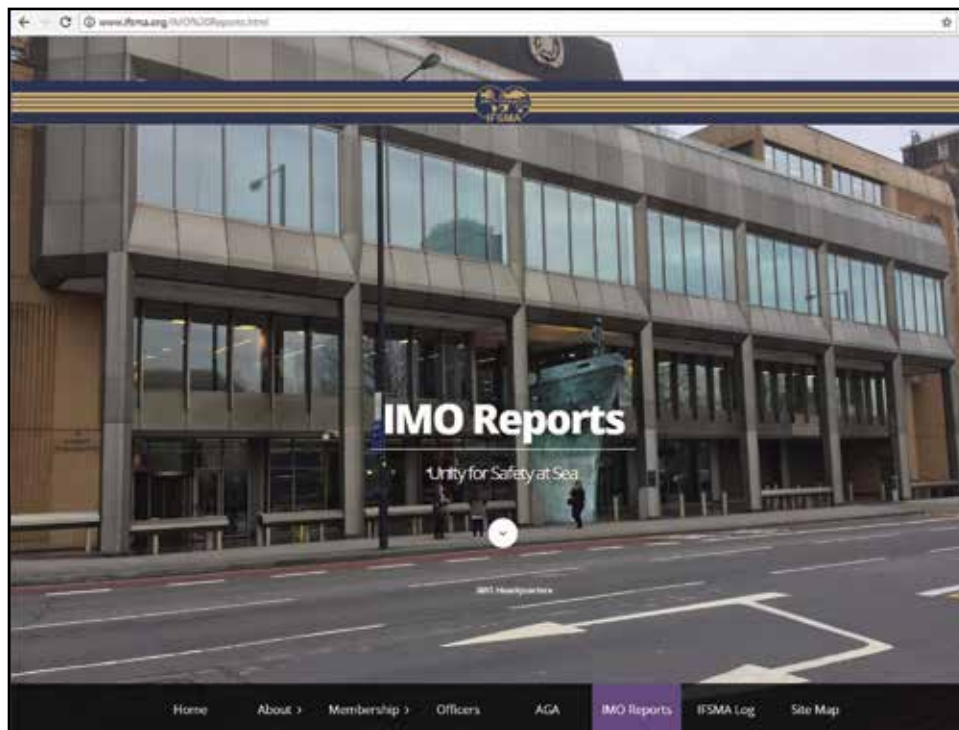 www.ifsma.org/IMO%20Reports.html
IFSMA
IMO Reports
"Unity for Safety at Sea
IMO Headquarters
Home About > Membership > Officers AGA IMO Reports IFSMA Log Site Map